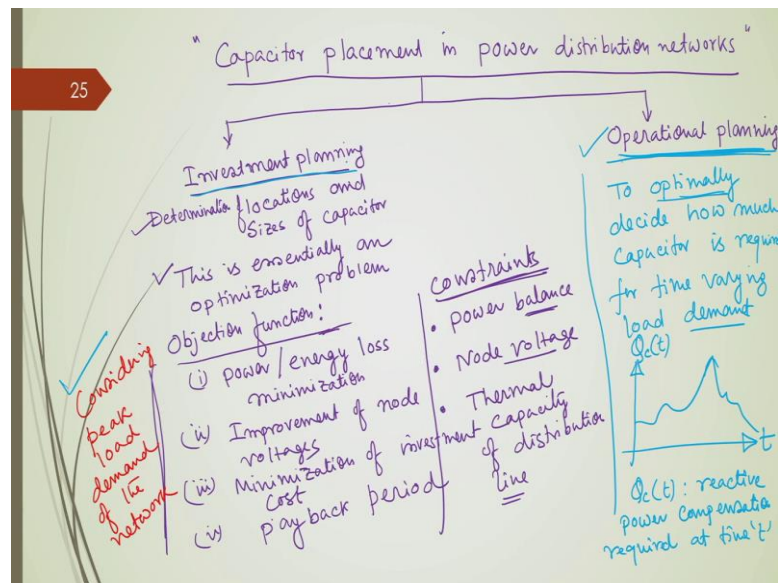 25
" Capacitor placement in power distribution networks "
Investment planning
Determination of locations and
Sizes of capacitor
This is essentially an
optimization problem
Objection function:
(i) power/energy loss
minimization
(ii) Improvement of node
voltages
(iii) Minimization of investment
cost
(iv) payback period
Considering
peak
load
demand
of the
network
constraints
• power balance
• Node voltage
• Thermal
capacity
of distribution
line
Operational planning
To optimally
decide how much
capacitor is requir
for time varying
load demand
Qc(t)
t
Qc(t): reactive
power compensatio
required at time 't'